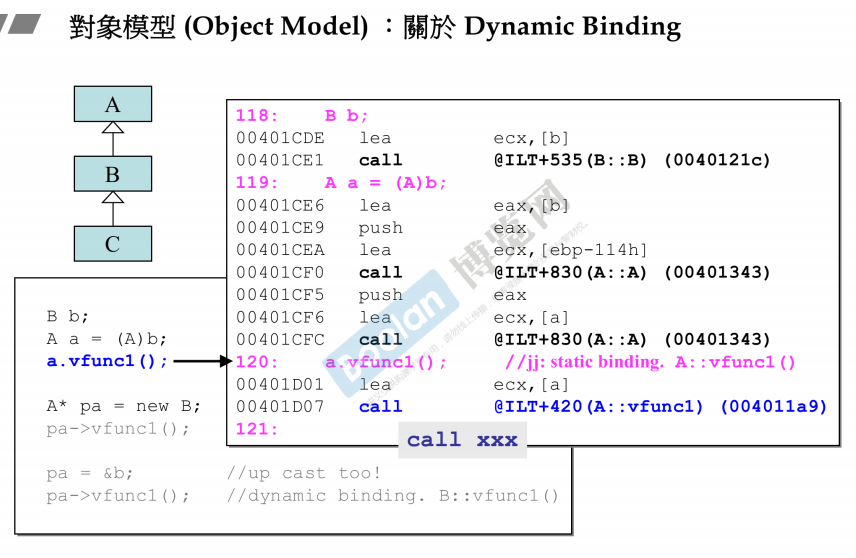 對象模型 (Object Model) ：關於 Dynamic Binding
A
B
C
B b;
A a = (A)b;
a.vfunc1();
A* pa = new B;
pa->vfunc1();
pa = &b; //up cast too!
pa->vfunc1(); //dynamic binding. B::vfunc1()
118: B b;
00401CDE lea ecx,[b]
00401CE1 call @ILT+535(B::B) (0040121c)
119: A a = (A)b;
00401CE6 lea eax,[b]
00401CE9 push eax
00401CEA lea ecx,[ebp-114h]
00401CF0 call @ILT+830(A::A) (00401343)
00401CF5 push eax
00401CF6 lea ecx,[a]
00401CFC call @ILT+830(A::A) (00401343)
120: a.vfunc1(); //jj: static binding. A::vfunc1()
00401D01 lea ecx,[a]
00401D07 call @ILT+420(A::vfunc1) (004011a9)
121:
call xxx
Boolan
博览网